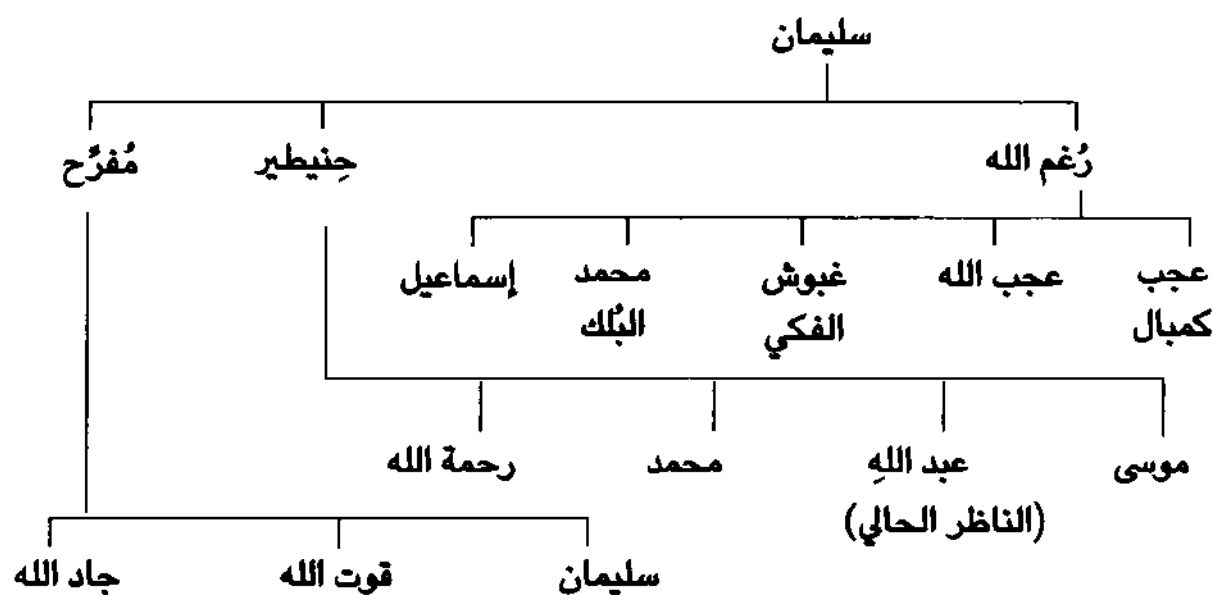 سليمان
رُغم الله حِنيطير مُفرَّح
عجب كمبال عجب الله غبوش الفكي محمد البُلك إسماعيل
موسى عبد اللهِ (الناظر الحالي) محمد رحمة الله
سليمان قوت الله جاد الله